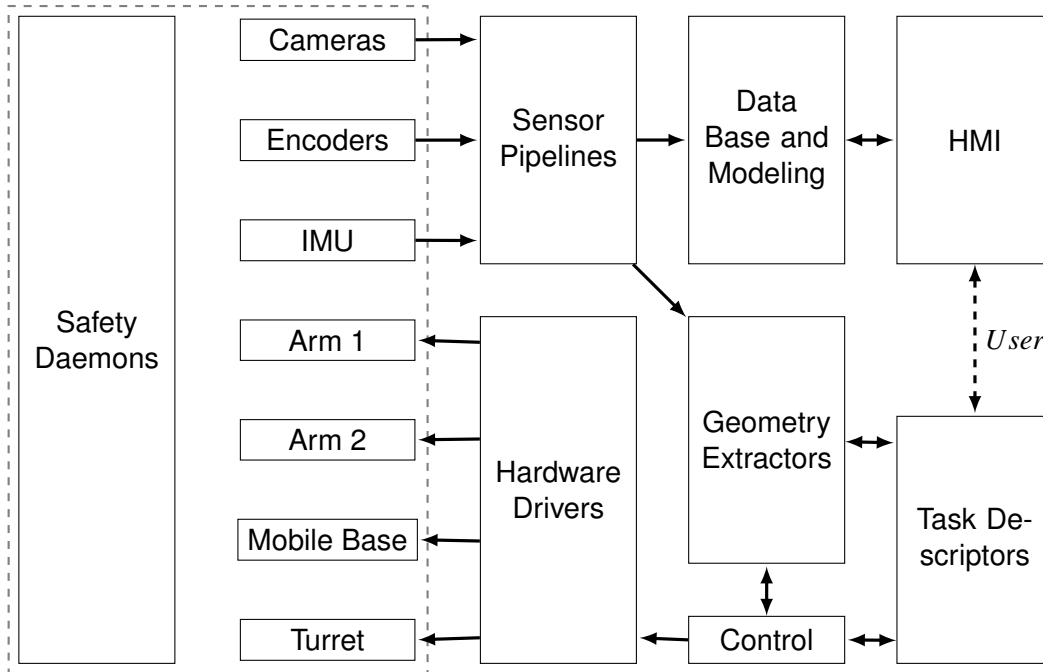 Cameras
Encoders
IMU
Sensor
Pipelines
Data
Base and
Modeling
HMI
Safety
Daemons
Arm 1
Arm 2
Mobile Base
Turret
Hardware
Drivers
Geometry
Extractors
User
Task De-
scriptors
Control